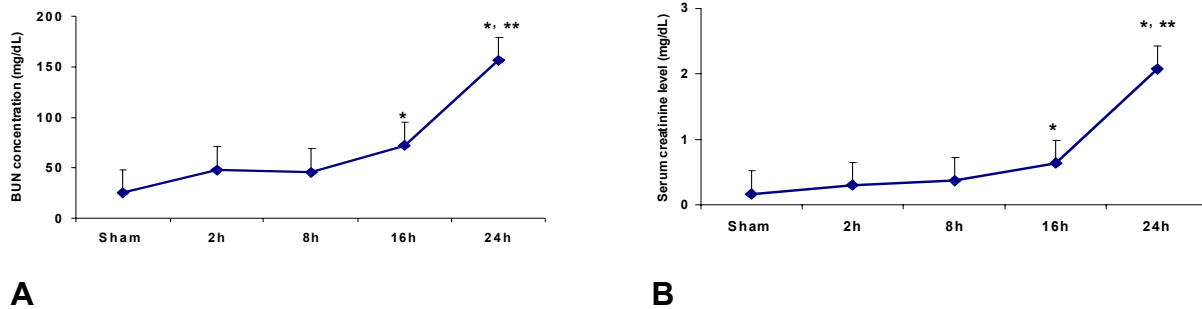 BUN concentration (mg/dL)
200
150
100
50
0
*
*, **
Sham 2h 8h 16h 24h
A
Serum creatinine level (mg/dL)
3
2
1
0
*
*, **
Sham 2h 8h 16h 24h
B